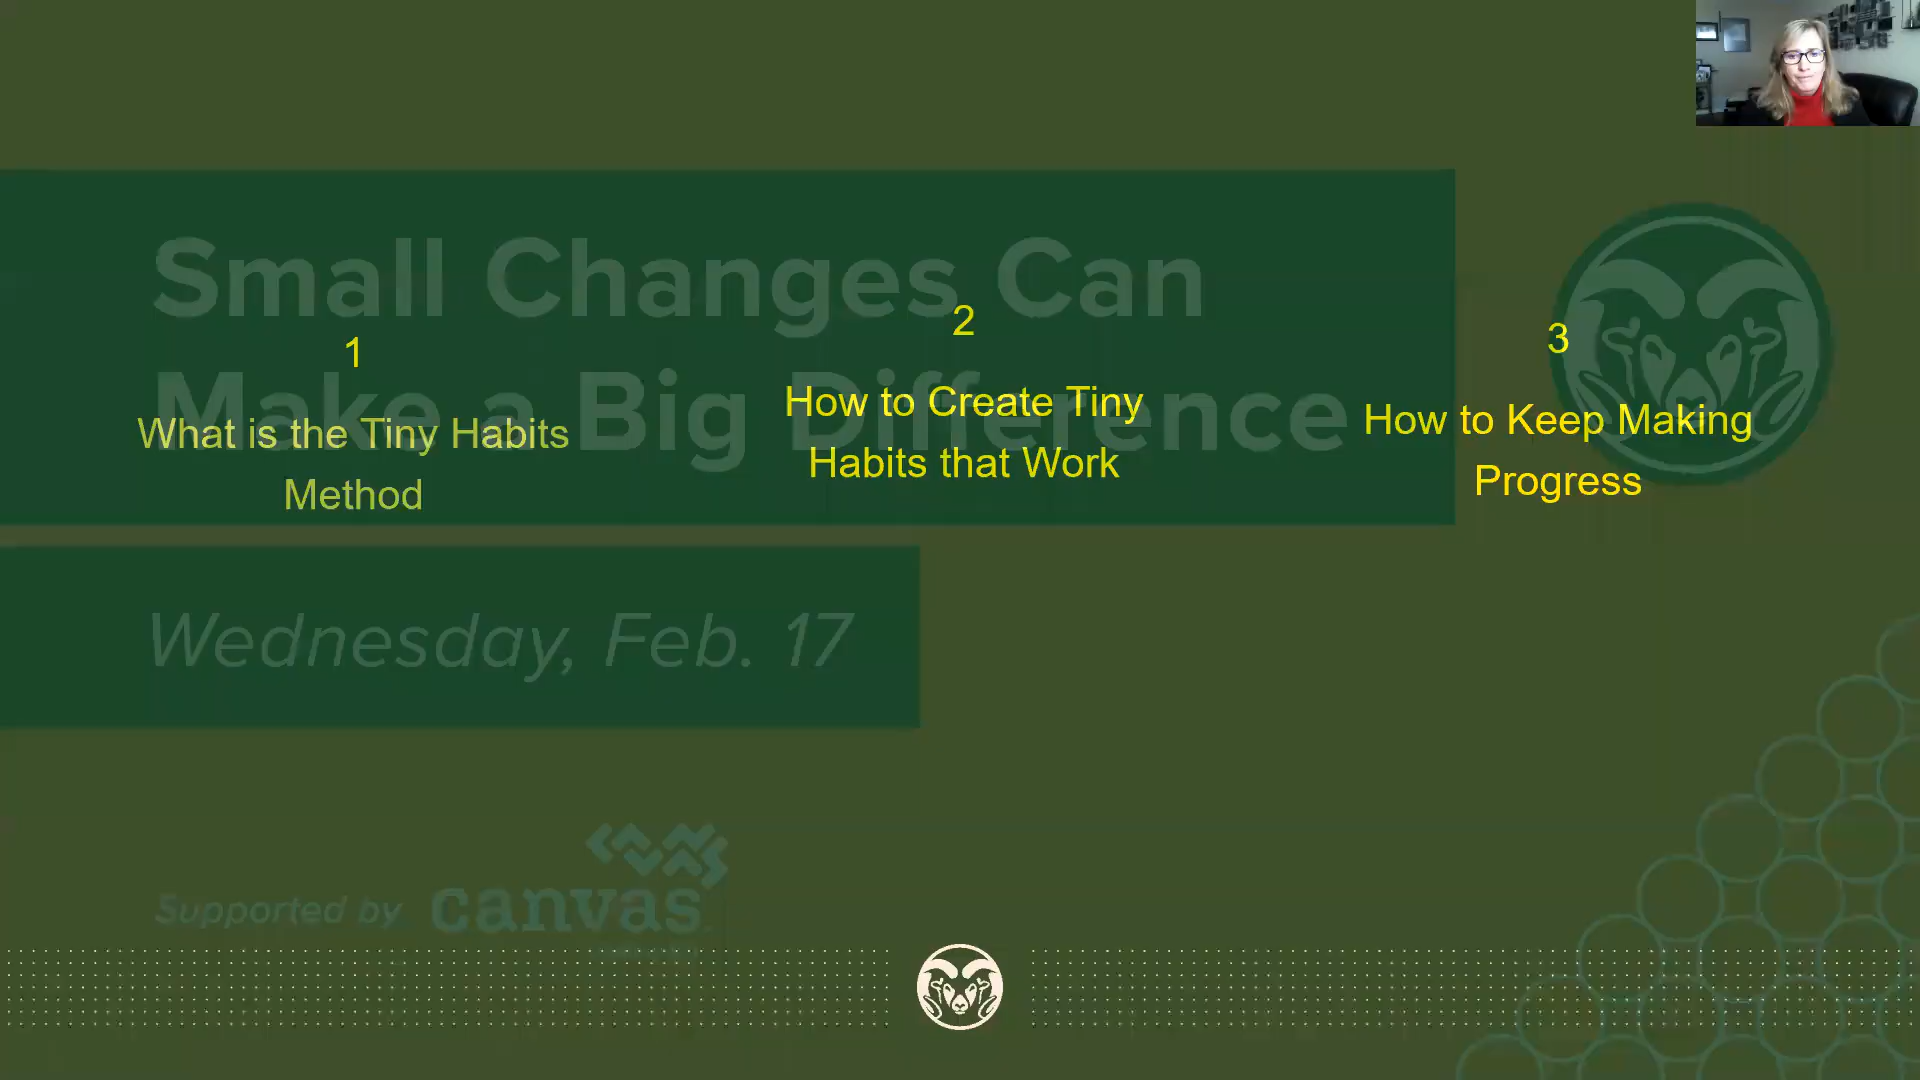 Small Changes Can
Make a Big Difference
1
What is the Tiny Habits
Method
2
How to Create Tiny
Habits that Work
3
How to Keep Making
Progress
Wednesday, Feb. 17
Supported by canvas